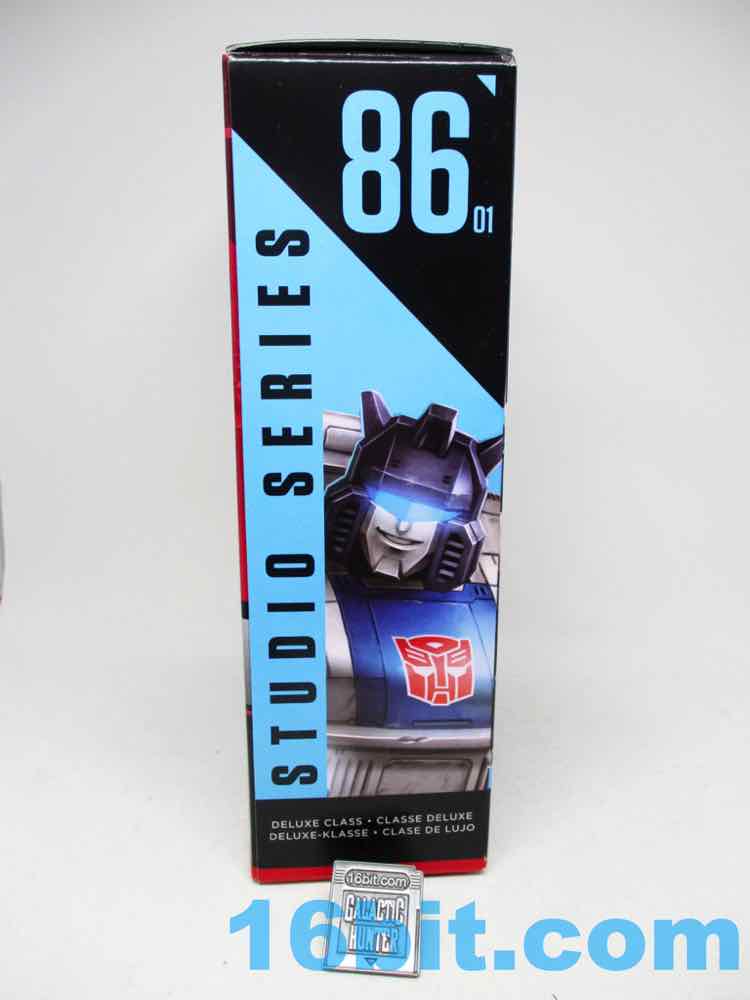 86
01
STUDIO SERIES
DELUXE CLASS • CLASSE DELUXE
DELUXE-KLASSE • CLASE DE LUJO
16bit.com
GALACTIC
HUNTER
16bit.com